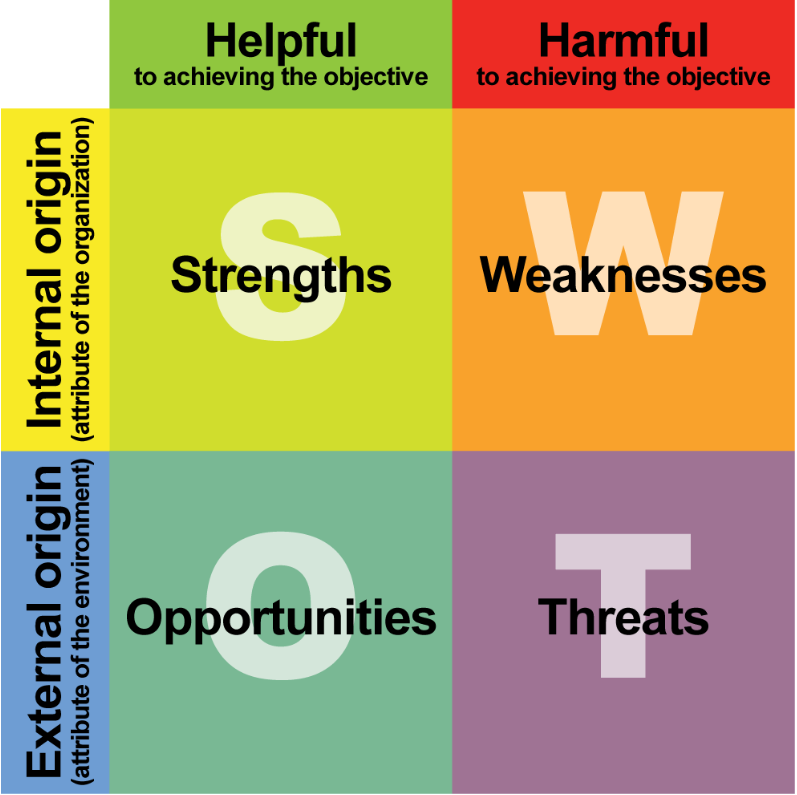 Helpful
to achieving the objective
Harmful
to achieving the objective
Internal origin
(attribute of the organization)
S
Strengths
W
Weaknesses
External origin
(attribute of the environment)
O
Opportunities
T
Threats